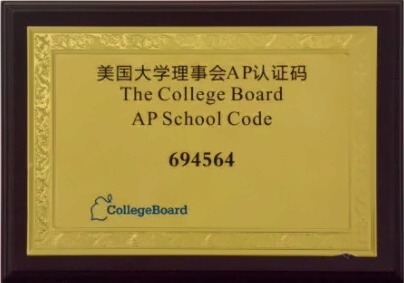 美国大学理事会AP认证码
The College Board
AP School Code
694564
CollegeBoard